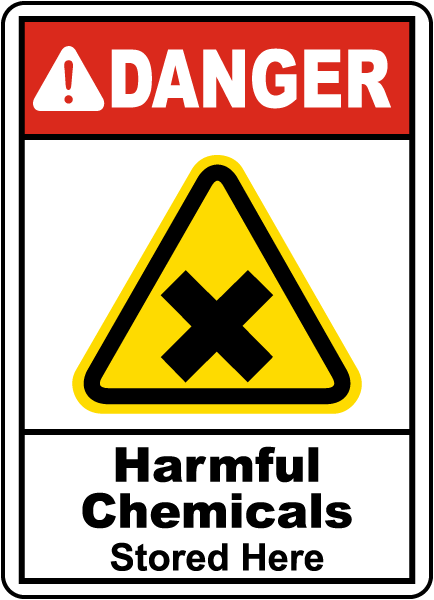 DANGER
Harmful
Chemicals
Stored Here